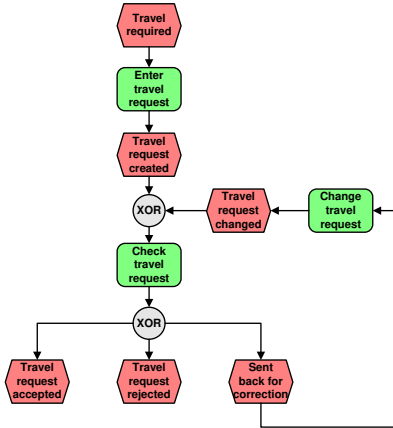 Travel
required
Enter
travel
request
Travel
request
created
XOR
Travel
request
changed
Change
travel
request
Check
travel
request
XOR
Travel
request
accepted
Travel
request
rejected
Sent
back for
correction